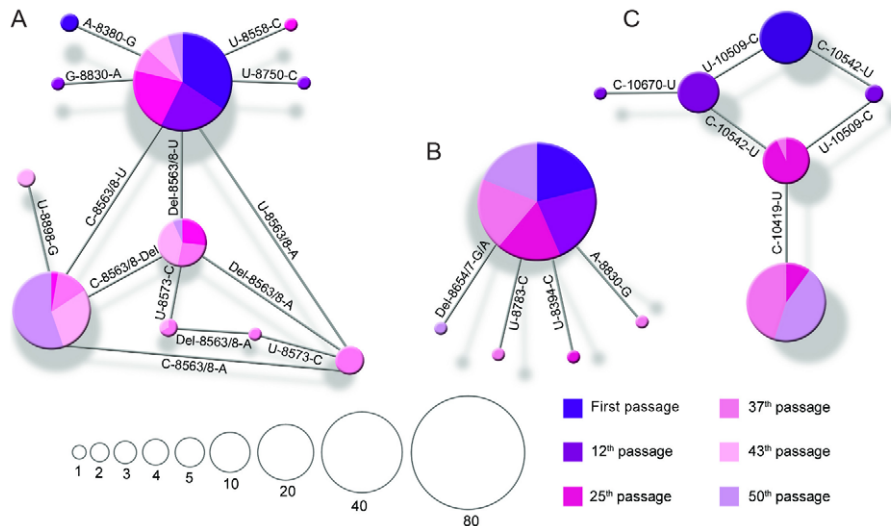 A
A-8380-G
U-8558-C
G-8830-A
U-8750-C
C-8563/8-U
Del-8563/8-U
U-8563/8-A
U-8898-G
C-8563/8-Del
U-8573-C
Del-8563/8-A
Del-8563/8-A
U-8573-C
C-8563/8-A
B
Del-8654/7-G/A
U-8783-C
U-8394-C
A-8830-G
C
U-10509-C
C-10542-U
C-10670-U
C-10542-U
U-10509-C
C-10419-U
1
2
3
4
5
10
20
40
80
First passage
12th passage
25th passage
37th passage
43th passage
50th passage